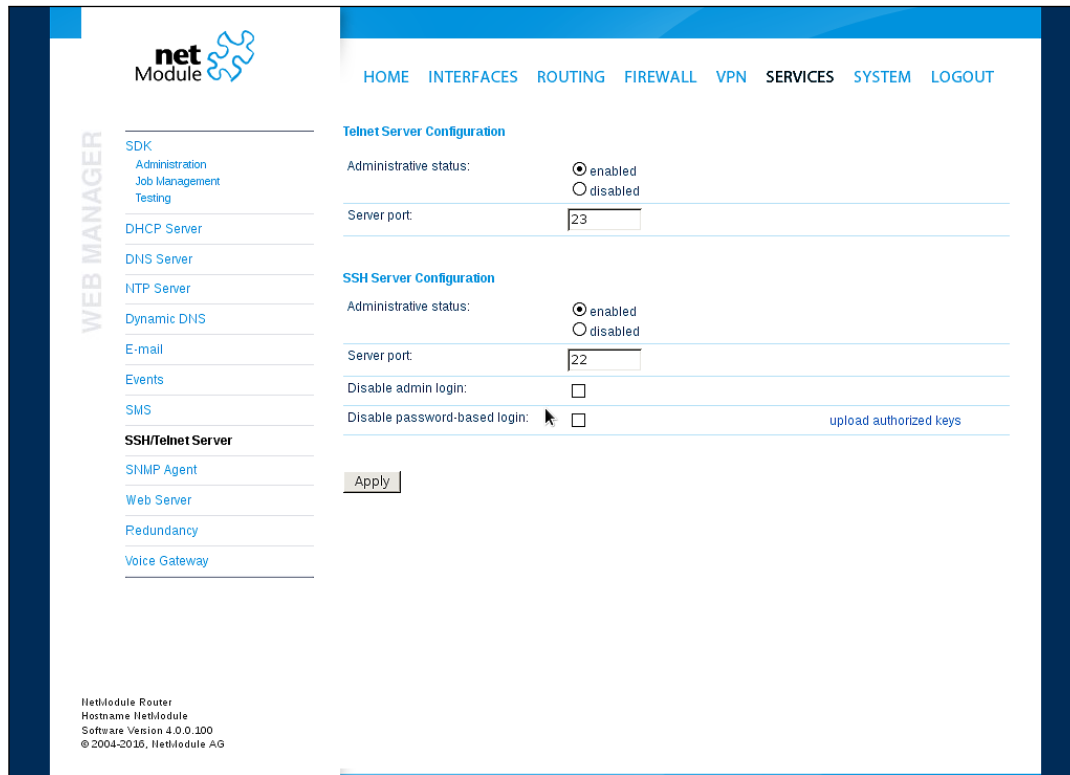 net
Module
HOME INTERFACES ROUTING FIREWALL VPN SERVICES SYSTEM LOGOUT
WEB MANAGER
SDK
Administration
Job Management
Testing
DHCP Server
DNS Server
NTP Server
Dynamic DNS
E-mail
Events
SMS
SSH/Telnet Server
SNMP Agent
Web Server
Redundancy
Voice Gateway
Telnet Server Configuration
Administrative status:
enabled
disabled
Server port: 23
SSH Server Configuration
Administrative status:
enabled
disabled
Server port: 22
Disable admin login:
Disable password-based login: upload authorized keys
Apply
NetModule Router
Hostname NetModule
Software Version 4.0.0.100
© 2004-2016, NetModule AG